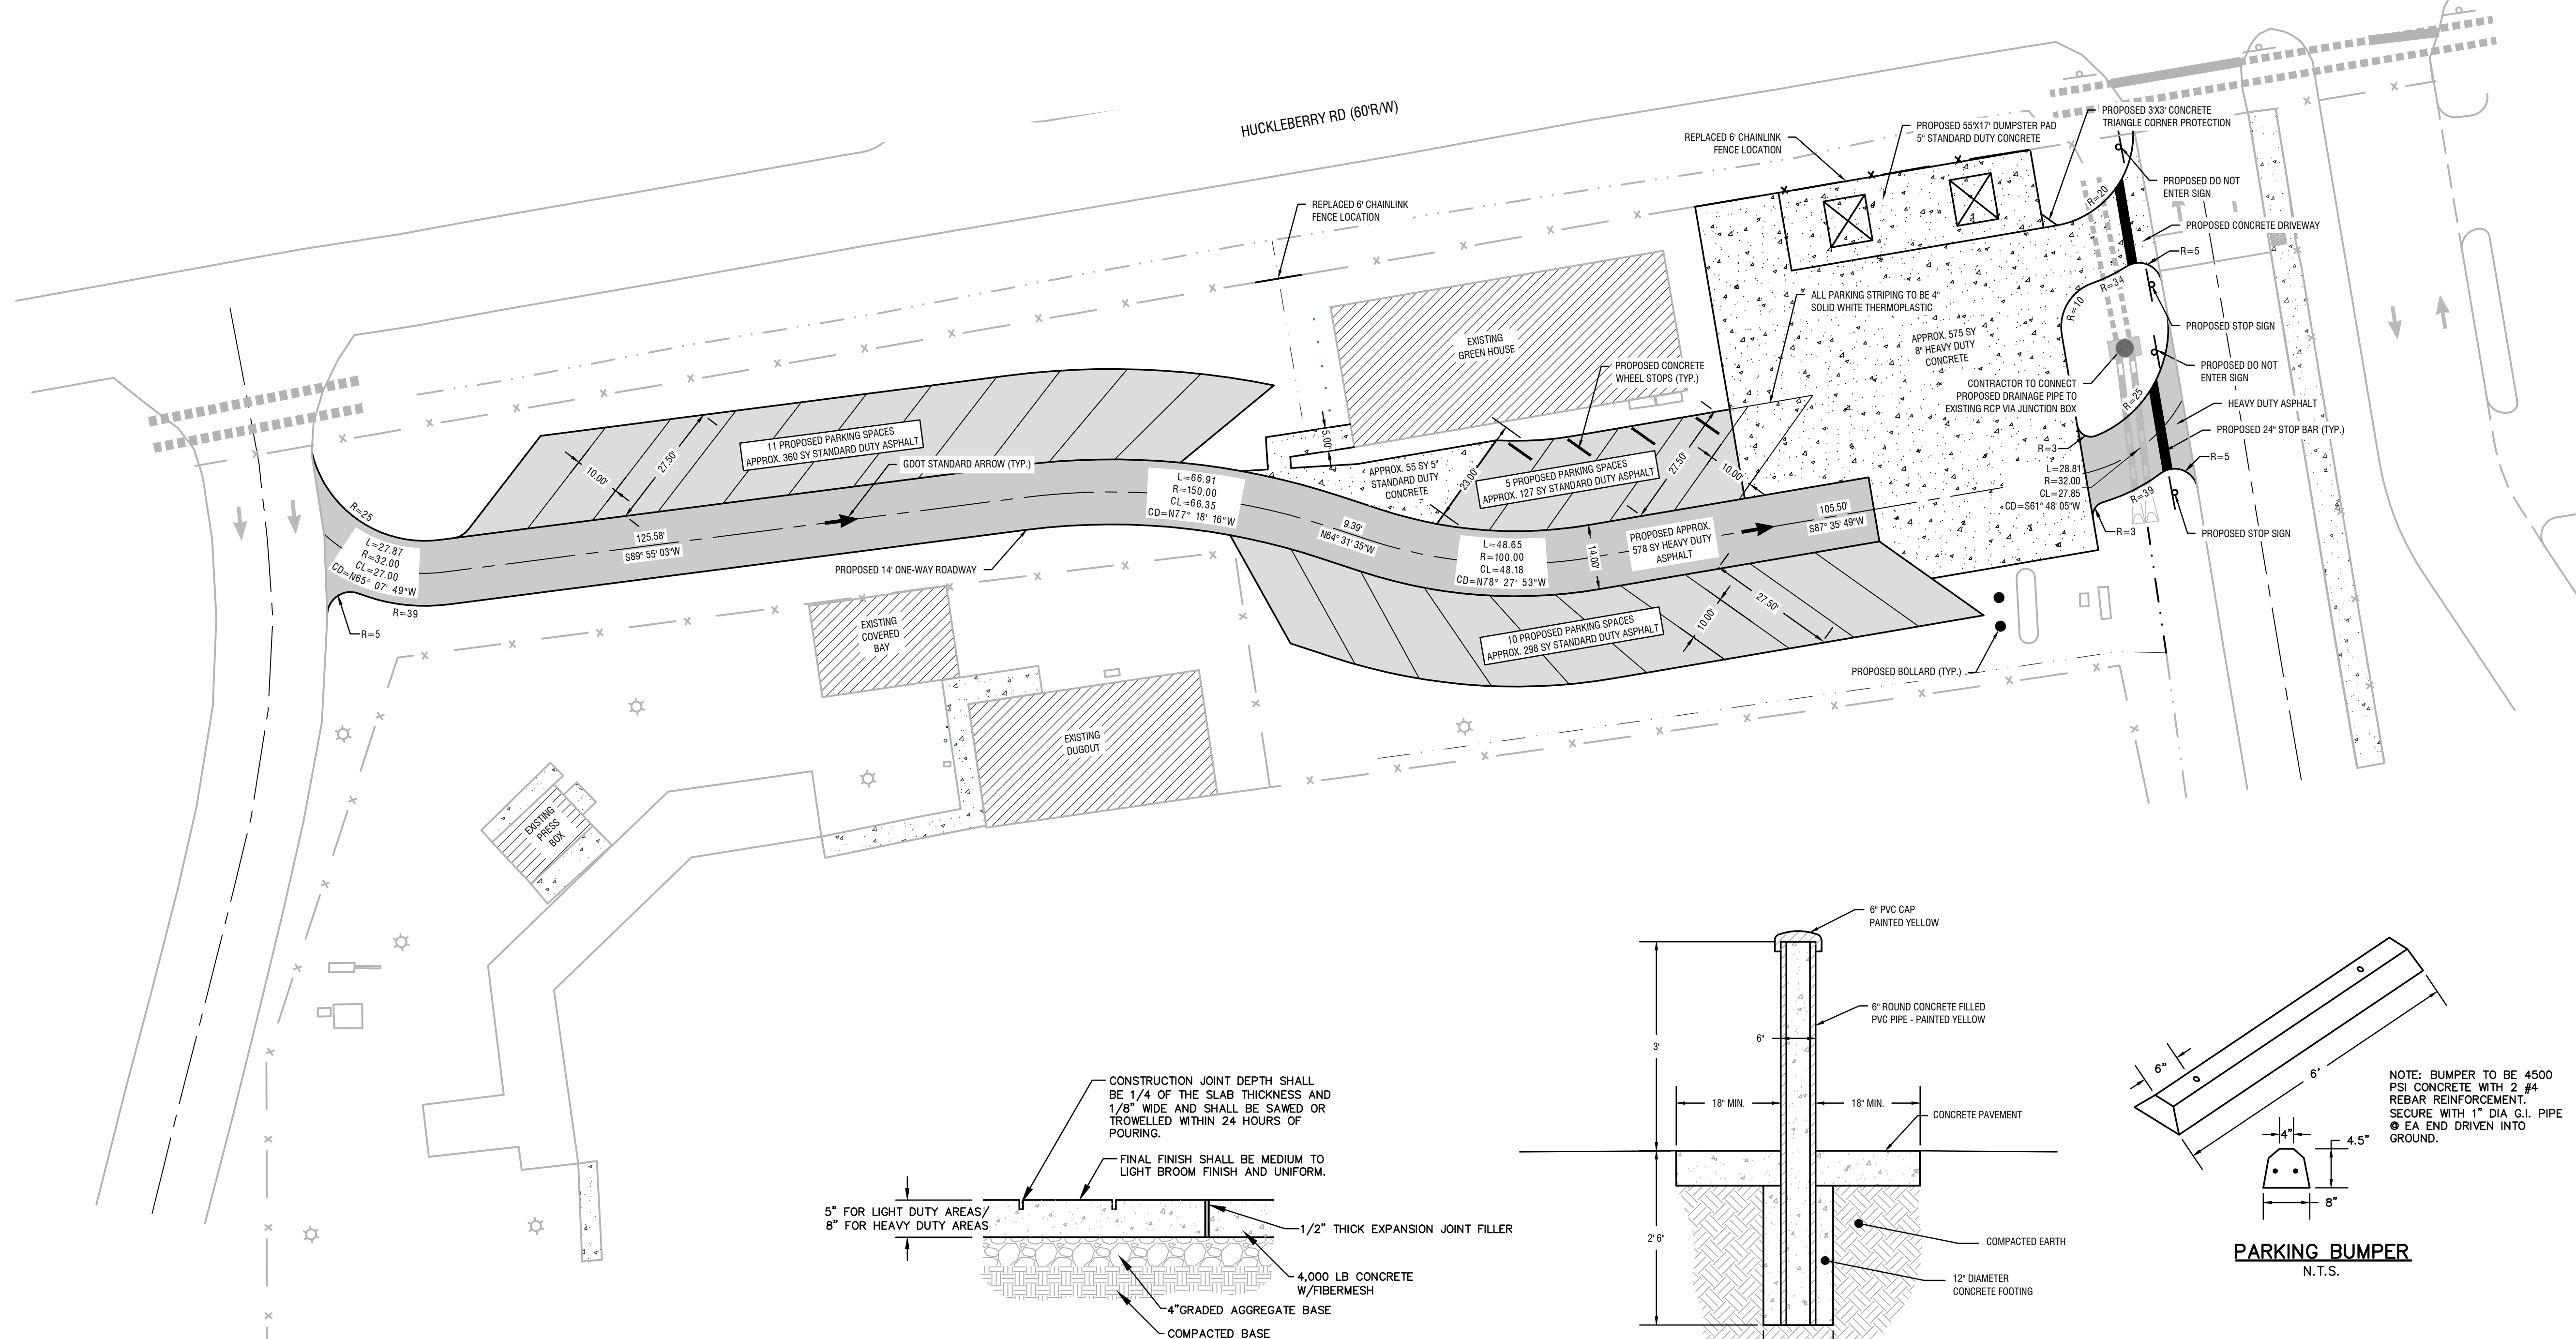 HUCKLEBERRY RD (60'R/W)
REPLACED 6' CHAINLINK
FENCE LOCATION
REPLACED 6' CHAINLINK
FENCE LOCATION
PROPOSED 55'X17' DUMPSTER PAD
5" STANDARD DUTY CONCRETE
PROPOSED 3'X3' CONCRETE
TRIANGLE CORNER PROTECTION
PROPOSED DO NOT
ENTER SIGN
R=20
PROPOSED CONCRETE DRIVEWAY
R=5
R=34
R=10
PROPOSED STOP SIGN
PROPOSED DO NOT
ENTER SIGN
ALL PARKING STRIPING TO BE 4"
SOLID WHITE THERMOPLASTIC
APPROX. 575 SY
8" HEAVY DUTY
CONCRETE
CONTRACTOR TO CONNECT
PROPOSED DRAINAGE PIPE TO
EXISTING RCP VIA JUNCTION BOX
R=25
HEAVY DUTY ASPHALT
PROPOSED 24" STOP BAR (TYP.)
R=3
R=5
L=28.81
R=32.00
CL=27.85
CD=S61° 48' 05"W
R=39
R=3
PROPOSED STOP SIGN
EXISTING
GREEN HOUSE
PROPOSED CONCRETE
WHEEL STOPS (TYP.)
5.00'
APPROX. 55 SY 5"
STANDARD DUTY
CONCRETE
23.00'
5 PROPOSED PARKING SPACES
APPROX. 127 SY STANDARD DUTY ASPHALT
27.50'
10.00'
105.50'
S87° 35' 49"W
PROPOSED APPROX.
578 SY HEAVY DUTY
ASPHALT
14.00'
11 PROPOSED PARKING SPACES
APPROX. 360 SY STANDARD DUTY ASPHALT
10.00'
27.50'
GDOT STANDARD ARROW (TYP.)
L=66.91
R=150.00
CL=66.35
CD=N77° 18' 16"W
9.39'
N64° 31' 35"W
L=48.65
R=100.00
CL=48.18
CD=N78° 27' 53"W
R=25
L=27.87
R=32.00
CL=27.00
CD=N65° 07' 49"W
125.58'
S89° 55' 03"W
R=39
R=5
PROPOSED 14' ONE-WAY ROADWAY
10 PROPOSED PARKING SPACES
APPROX. 298 SY STANDARD DUTY ASPHALT
10.00'
27.50'
PROPOSED BOLLARD (TYP.)
EXISTING
COVERED
BAY
EXISTING
DUGOUT
EXISTING
PRESS
BOX
CONSTRUCTION JOINT DEPTH SHALL
BE 1/4 OF THE SLAB THICKNESS AND
1/8" WIDE AND SHALL BE SAWED OR
TROWELLED WITHIN 24 HOURS OF
POURING.
FINAL FINISH SHALL BE MEDIUM TO
LIGHT BROOM FINISH AND UNIFORM.
5" FOR LIGHT DUTY AREAS/
8" FOR HEAVY DUTY AREAS
1/2" THICK EXPANSION JOINT FILLER
4,000 LB CONCRETE
W/FIBERMESH
4"GRADED AGGREGATE BASE
COMPACTED BASE
6" PVC CAP
PAINTED YELLOW
6" ROUND CONCRETE FILLED
PVC PIPE - PAINTED YELLOW
3'
6"
18" MIN.
18" MIN.
CONCRETE PAVEMENT
2' 6"
COMPACTED EARTH
12" DIAMETER
CONCRETE FOOTING
6"
6'
NOTE: BUMPER TO BE 4500
PSI CONCRETE WITH 2 #4
REBAR REINFORCEMENT.
SECURE WITH 1" DIA G.I. PIPE
@ EA END DRIVEN INTO
GROUND.
4"
4.5"
8"
PARKING BUMPER
N.T.S.